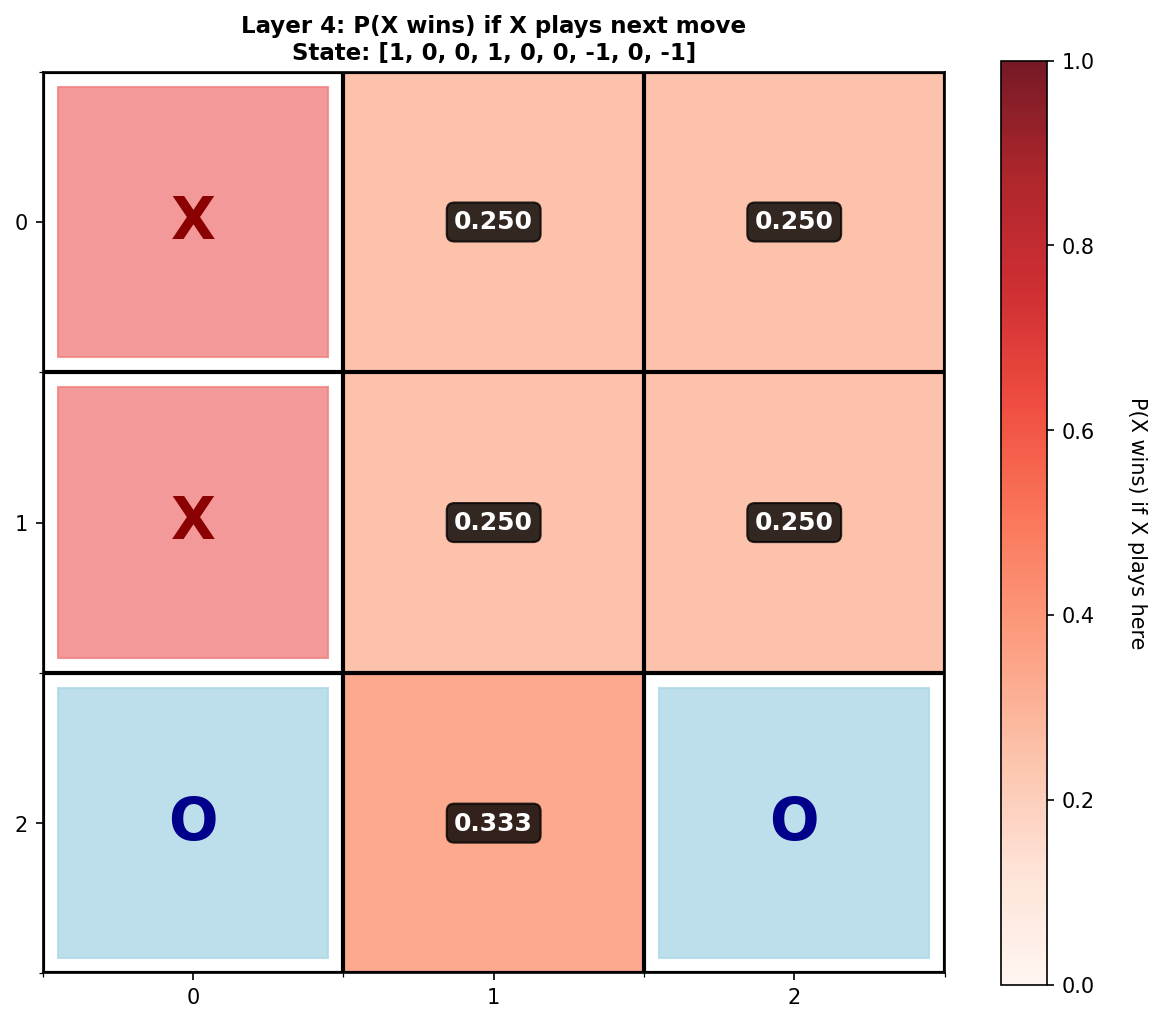 Layer 4: P(X wins) if X plays next move
State: [1, 0, 0, 1, 0, 0, -1, 0, -1]
0
X
0.250
0.250
1
X
0.250
0.250
2
O
0.333
O
0
1
2
1.0
0.8
0.6
0.4
0.2
0.0
P(X wins) if X plays here